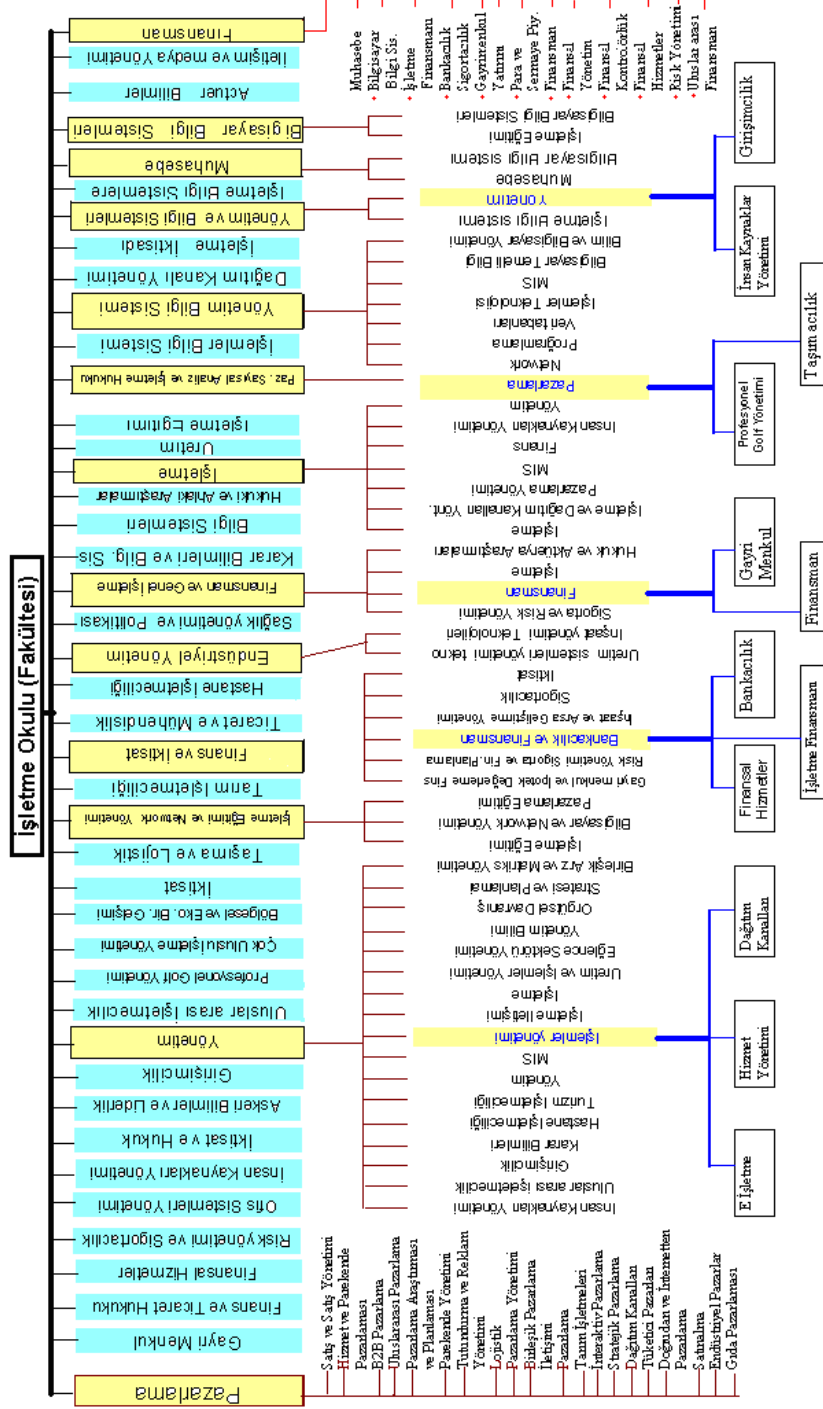 İşletme Okulu (Fakültesi)
Finansman
İletişim ve medya Yönetimi
Actuer Bilimler
Bilgisayar Bilgi Sistemleri
Muhasebe
İşletme Bilgi Sistemlere
Yönetim ve Bilgi Sistemleri
İşletme İktisadı
Dağıtım Kanalı Yönetimi
Yönetim Bilgi Sistemi
İşlemler Bilgi Sistemi
Paz. Sayısal Analiz ve İşletme Hukuku
İşletme Eğitimi
Üretim
İşletme
Hukuki ve Ahlaki Araştırmalar
Bilgi Sistemleri
Karar Bilimleri ve Bilg. Sis
Finansman ve Genel İşletme
Sağlık yönetimi ve Politikası
Endüstriyel Yönetim
Hastane İşletmeciliği
Ticaret ve Mühendislik
Finans ve İktisat
Tarım İşletmeciliği
İşletme Eğitimi ve Network Yönetimi
Taşıma ve Lojistik
İktisat
Bölgesel ve Eko. Bir. Gelişimi
Çok Uluslu İşletme Yönetimi
Profesyonel Golf Yönetimi
Uluslar arası İşletmecilik
Yönetim
Girişimcilik
Askeri Bilimler ve Liderlik
İktisat ve Hukuk
İnsan Kaynakları Yönetimi
Ofis Sistemleri Yönetimi
Risk yönetimi ve Sigortacılık
Finansal Hizmetler
Finans ve Ticaret Hukuku
Gayri Menkul
Pazarlama
Muhasebe
Bilgisayar
Bilgi Sis.
İşletme
Finansmanı
Bankacılık
Sigortacılık
Gayrimenkul
Yatırım
Para ve
Sermaye Piy.
Finansman
Finansal
Yönetim
Finansal
Kontrolörlük
Finansal
Hizmetler
Risk Yönetimi
Uluslar arası
Finansman
Bilgisayar Bilgi Sistemleri
İşletme Eğitimi
Bilgisayar Bilgi sistemi
Muhasebe
Yönetim
İşletme Bilgi sistemi
Bilim ve Bilgisayar Yönetimi
Bilgisayar Temelli Bilgi
MIS
İşlemler Teknolojisi
Veri tabanları
Programlama
Network
Pazarlama
Yönetim
İnsan Kaynakları Yönetimi
Finans
MIS
Pazarlama Yönetimi
İşletme ve Dağıtım Kanalları Yönt.
İşletme
Hukuk ve Aktüerya Araştırmaları
İşletme
Finansman
Sigorta ve Risk Yönetimi
İnşaat yönetimi Teknolojileri
Üretim sistemleri yönetimi tekno
İktisat
Sigortacılık
İnşaat ve Arsa Geliştirme Yönetimi
Bankacılık ve Finansman
Risk Yönetimi Sigorta ve Fin. Planlama
Gayri menkul ve İpotek Değerleme Fins
Pazarlama Eğitimi
Bilgisayar ve Network Yönetimi
İşletme Eğitimi
Birleşik Arz ve Matriks Yönetimi
Stratesi ve Planlamai
Örgütsel Davranış
Yönetim Bilimi
Eğlence Sektörü Yönetimi
Üretim ve İşlemler Yönetimi
İşletme
İşletme İletişimi
İşlemler yönetimi
MIS
Yönetim
Turizm İşletmeciliği
Hastane İşletmeciliği
Karar Bilimleri
Girişimcilik
Uluslar arası işletmecilik
İnsan Kaynakları Yönetimi
Satış ve Satış Yönetimi
Hizmet ve Parekende
Pazarlaması
B2B Pazarlama
Uluslararası Pazarlama
Pazarlama Araştırması
ve Planlaması
Parekende Yönetimi
Tutundurma ve Reklam
Yönetimi
Lojistik
Pazarlama Yönetimi
Birleşik Pazarlama
İletişimi
Pazarlama
Tarım İşletmeleri
İnteraktiv Pazarlama
Stratejik Pazarlama
Dağıtım Kanalları
Tüketici Pazarları
Doğrudan ve İnternetten
Pazarlama
Satınalma
Endüstriyel Pazarlar
Gıda Pazarlaması
Girişimcilik
İnsan Kaynaklar
Yönetimi
Taşım acılık
Profesyonel
Golf Yönetimi
Gayri
Menkul
Finansman
Bankacılık
İşletme Finansmanı
Finansal
Hizmetler
Dağıtım
Kanalları
Hizmet
Yönetimi
E İşletme